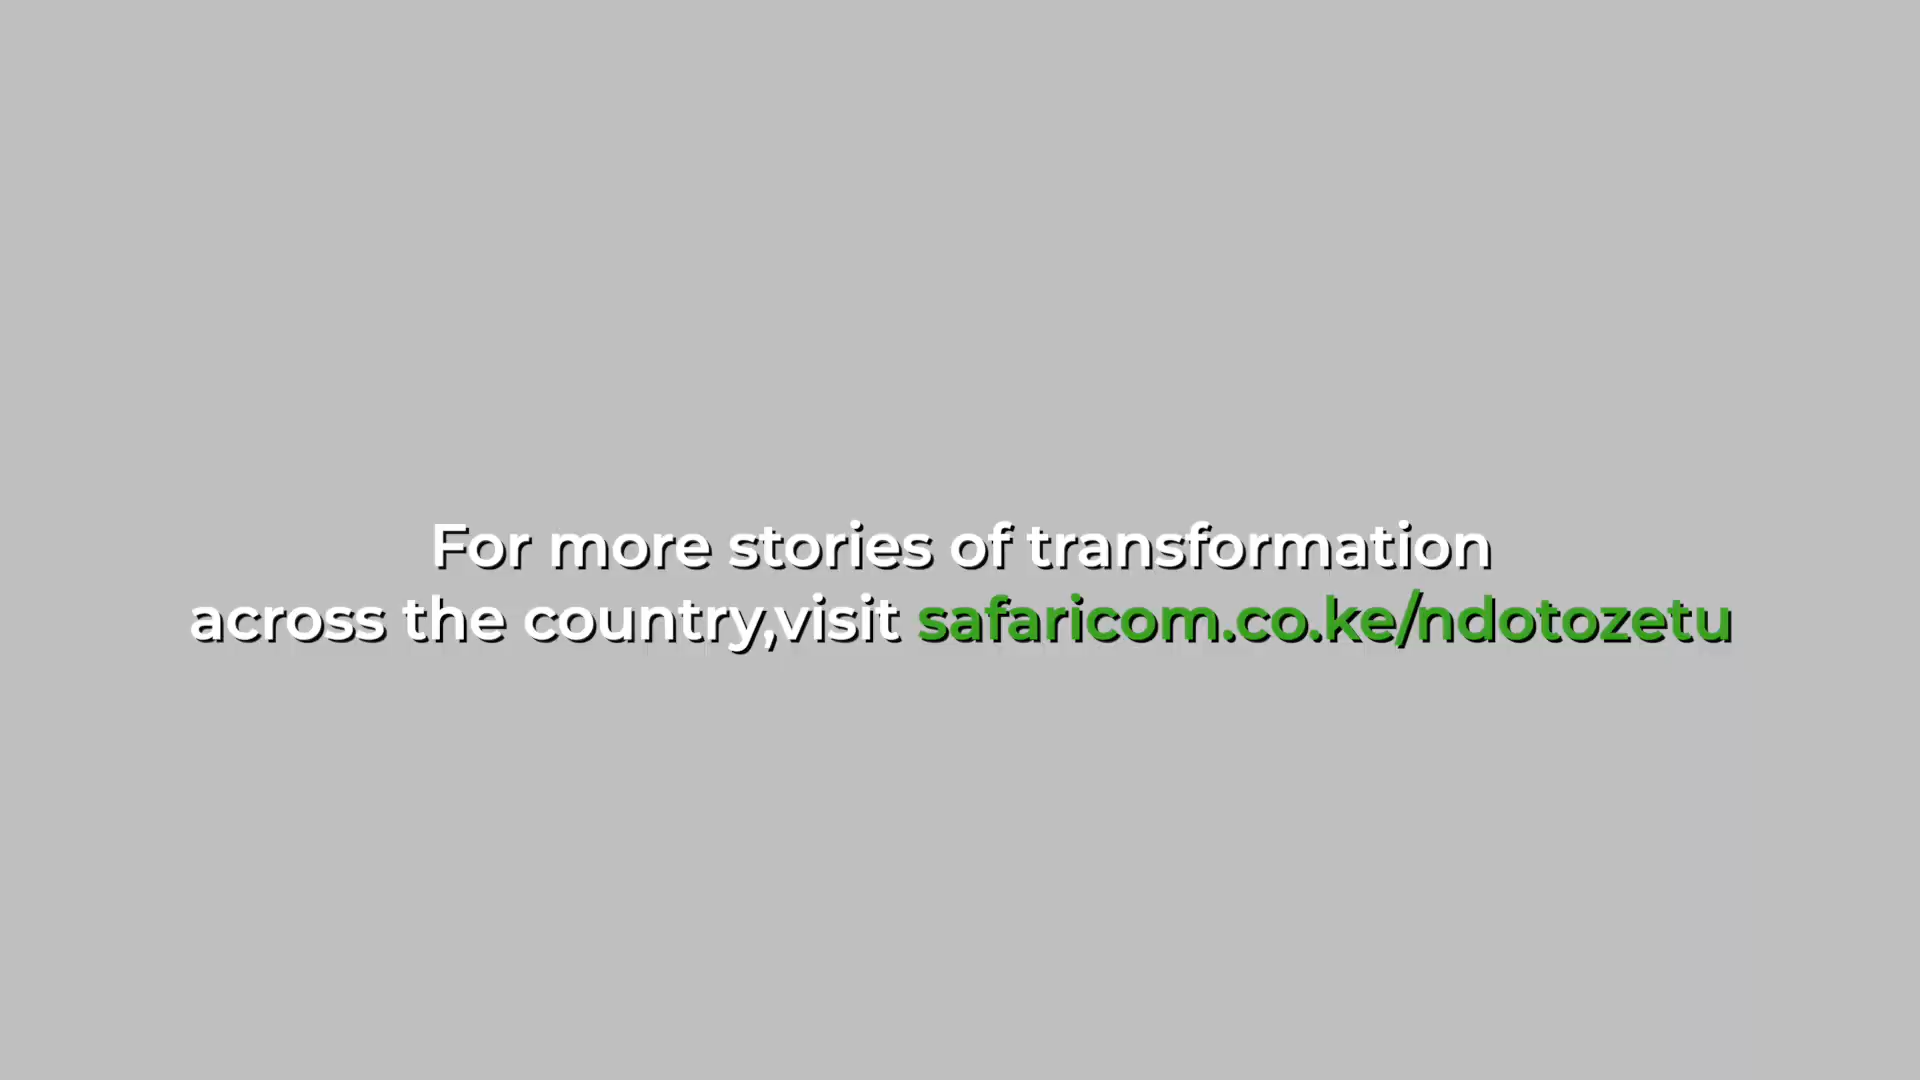 For more stories of transformation
across the country,visit safaricom.co.ke/ndotozetu